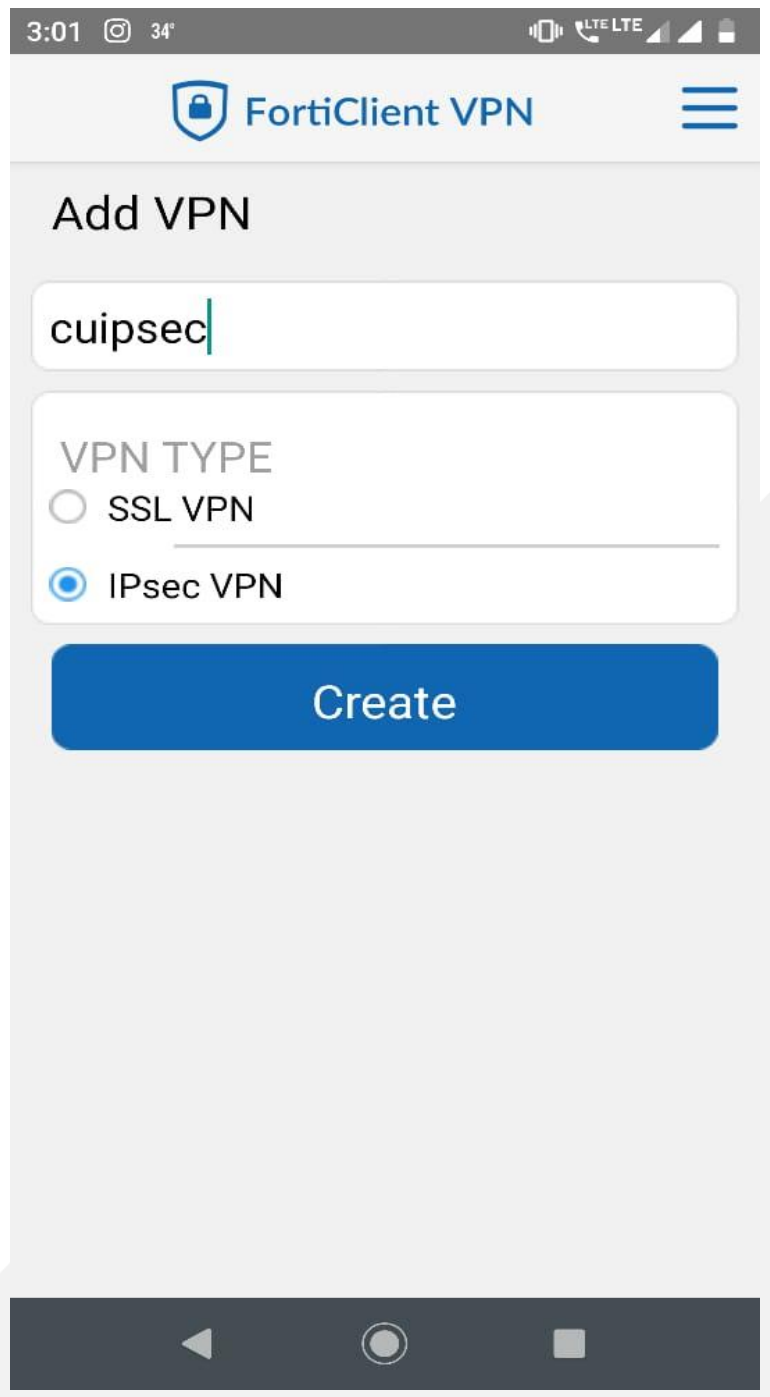 3:01 34°
LTE LTE
FortiClient VPN
Add VPN
cuipsec
VPN TYPE
SSL VPN
IPsec VPN
Create